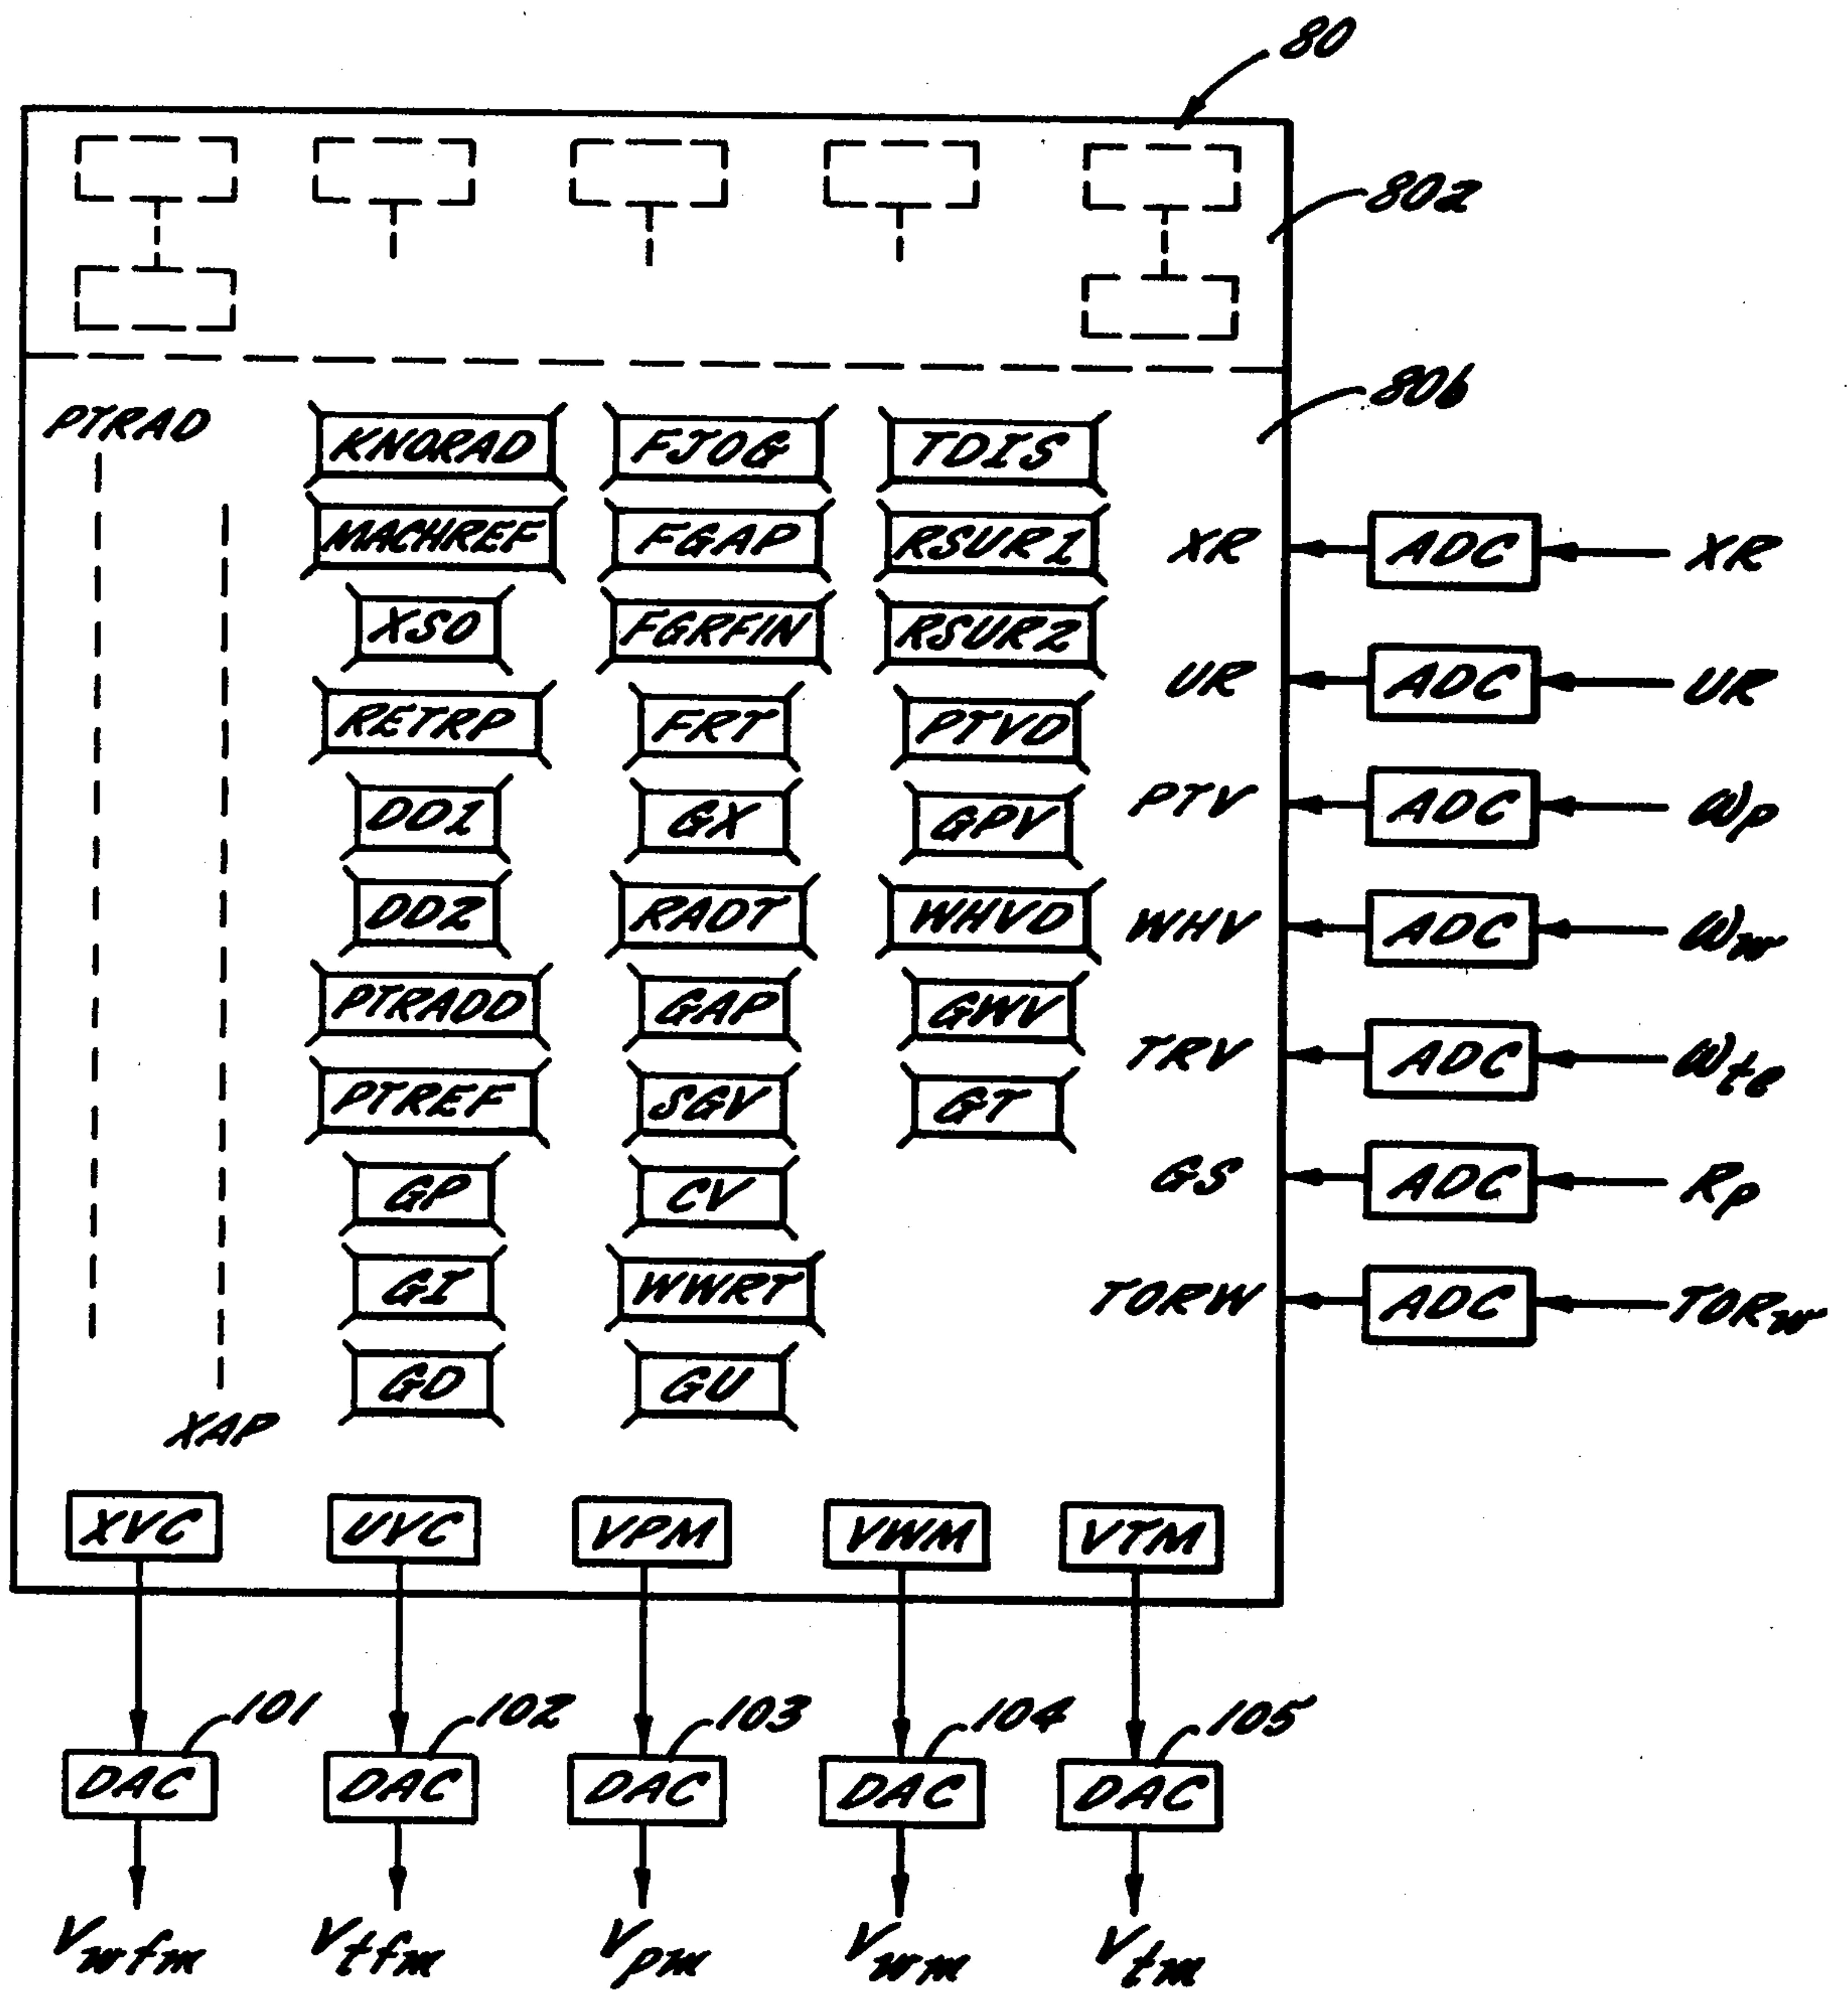 80
80a
80b
PTRAD
KNORAD FJOG TDIS
MACHREF FGAP RSUR1 XR ADC XR
XSO FGRFIN RSUR2
UR ADC UR
RETRP FRT PTVD
DD1 GX GPV PTV ADC ωp
DD2 RADT WHVD WHV ADC ωw
PTRADD GAP GWV
TRV ADC ωte
PTREF SGV GT
GP CV GS ADC Rp
GI WWRT TORW ADC TORw
GD GU
XAP
XVC UVC VPM VWM VTM
101 102 103 104 105
DAC DAC DAC DAC DAC
Vwfm Vtfm Vpm Vwm Vtm